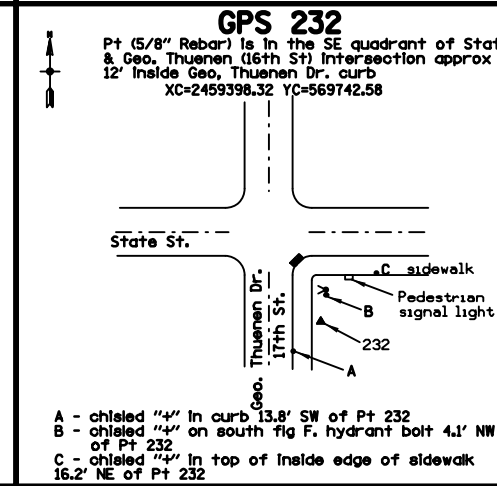 GPS 232
Pt (5/8" Rebar) is in the SE quadrant of Stat
& Geo. Thuenen (16th St) intersection approx
12' inside Geo, Thuenen Dr. curb
XC=2459398.32 YC=569742.58
State St.
Geo. Thuenen Dr.
17th St.
C sidewalk
Pedestrian
signal light
B
232
A
A - chisled "+" in curb 13.8' SW of Pt 232
B - chisled "+" on south flg F. hydrant bolt 4.1' NW
of Pt 232
C - chisled "+" in top of inside edge of sidewalk
16.2' NE of Pt 232